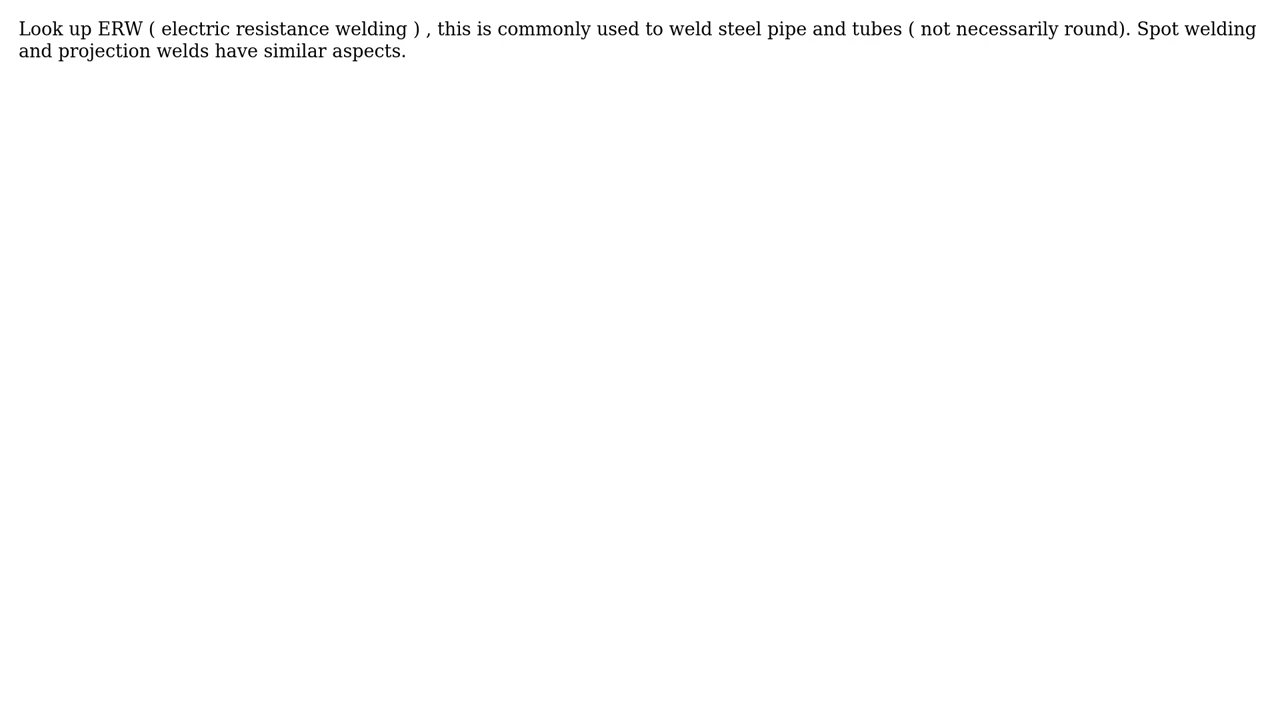 Look up ERW ( electric resistance welding ) , this is commonly used to weld steel pipe and tubes ( not necessarily round). Spot welding
and projection welds have similar aspects.